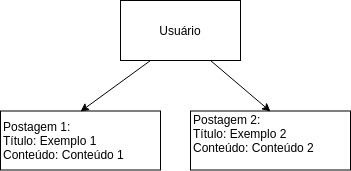 Usuário
Postagem 1:
Título: Exemplo 1
Conteúdo: Conteúdo 1
Postagem 2:
Título: Exemplo 2
Conteúdo: Conteúdo 2